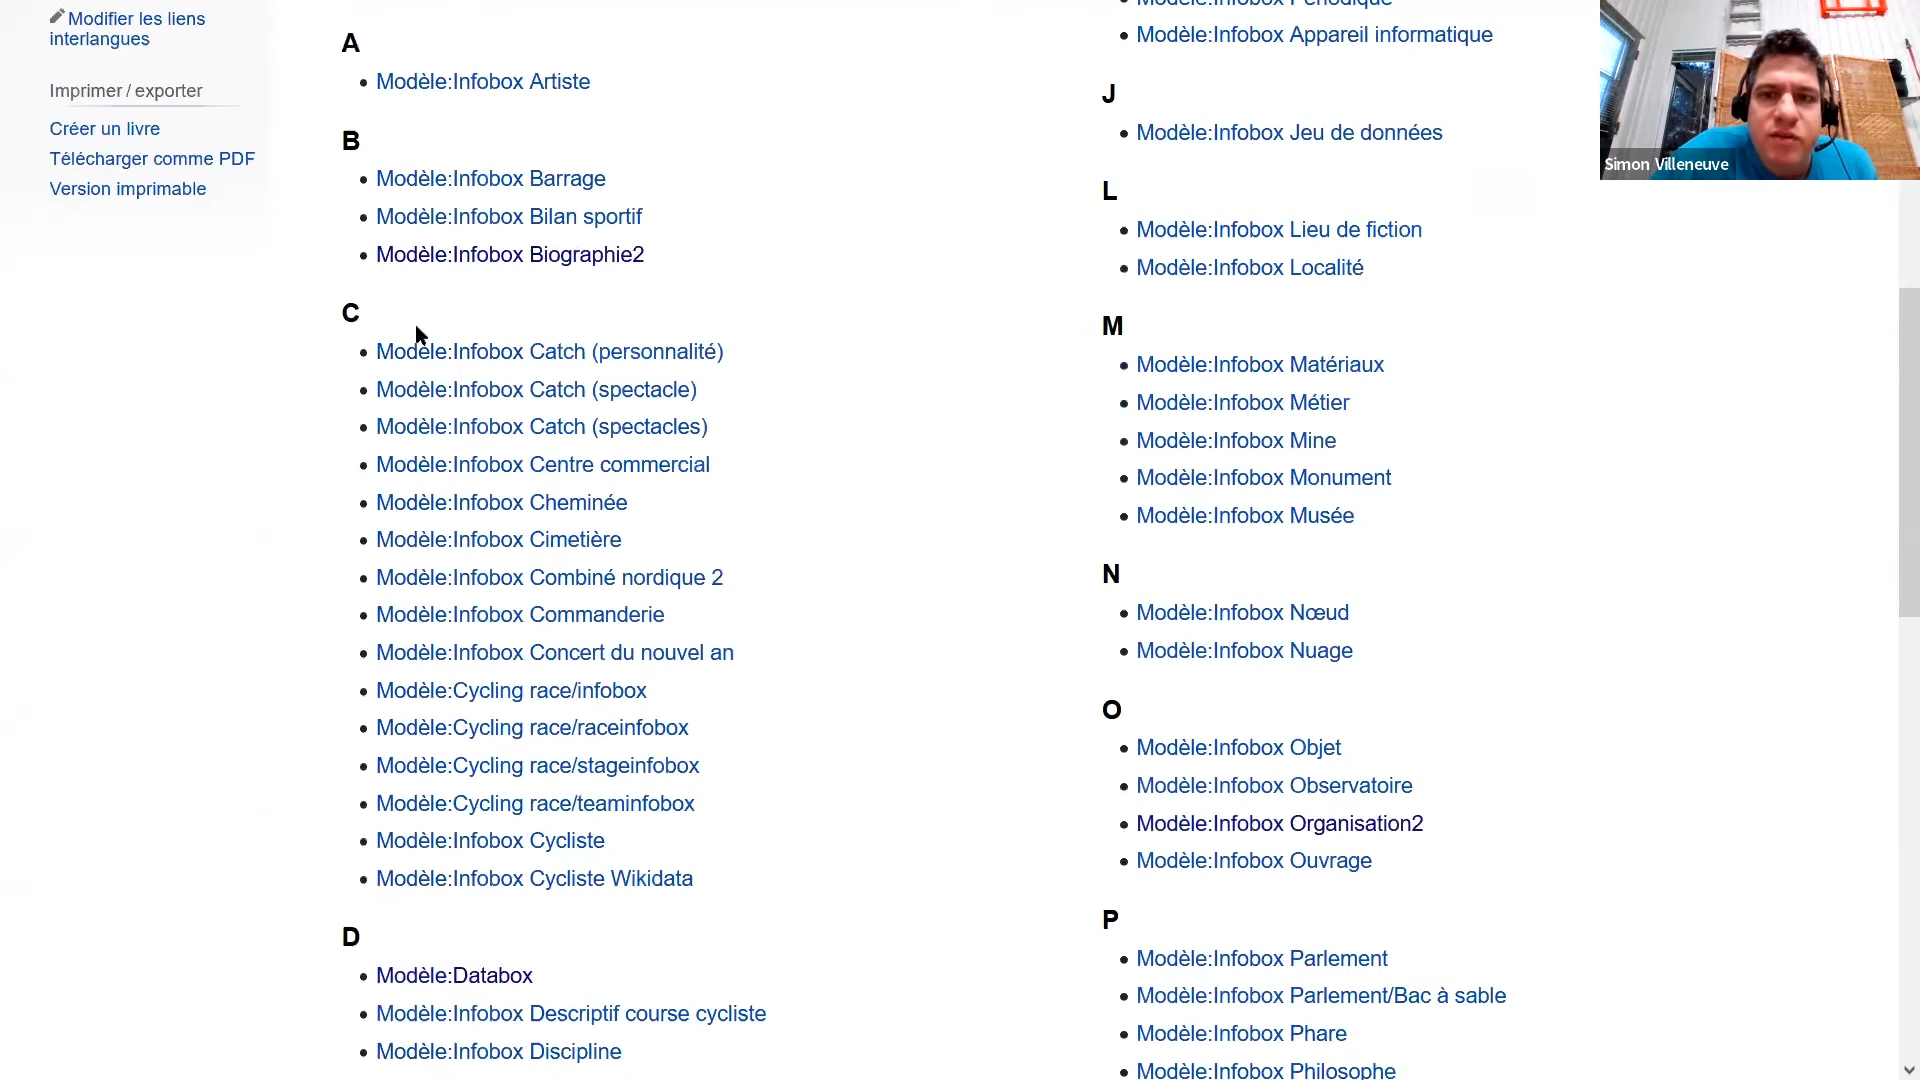 Modifier les liens
interlangues
Imprimer / exporter
Créer un livre
Télécharger comme PDF
Version imprimable
A
Modèle:Infobox Artiste
B
Modèle:Infobox Barrage
Modèle:Infobox Bilan sportif
Modèle:Infobox Biographie2
C
Modèle:Infobox Catch (personnalité)
Modèle:Infobox Catch (spectacle)
Modèle:Infobox Catch (spectacles)
Modèle:Infobox Centre commercial
Modèle:Infobox Cheminée
Modèle:Infobox Cimetière
Modèle:Infobox Combiné nordique 2
Modèle:Infobox Commanderie
Modèle:Infobox Concert du nouvel an
Modèle:Cycling race/infobox
Modèle:Cycling race/raceinfobox
Modèle:Cycling race/stageinfobox
Modèle:Cycling race/teaminfobox
Modèle:Infobox Cycliste
Modèle:Infobox Cycliste Wikidata
D
Modèle:Databox
Modèle:Infobox Descriptif course cycliste
Modèle:Infobox Discipline
Modèle:Infobox Périodique
Modèle:Infobox Appareil informatique
J
Modèle:Infobox Jeu de données
L
Modèle:Infobox Lieu de fiction
Modèle:Infobox Localité
M
Modèle:Infobox Matériaux
Modèle:Infobox Métier
Modèle:Infobox Mine
Modèle:Infobox Monument
Modèle:Infobox Musée
N
Modèle:Infobox Nœud
Modèle:Infobox Nuage
O
Modèle:Infobox Objet
Modèle:Infobox Observatoire
Modèle:Infobox Organisation2
Modèle:Infobox Ouvrage
P
Modèle:Infobox Parlement
Modèle:Infobox Parlement/Bac à sable
Modèle:Infobox Phare
Modèle:Infobox Philosophe
Simon Villeneuve